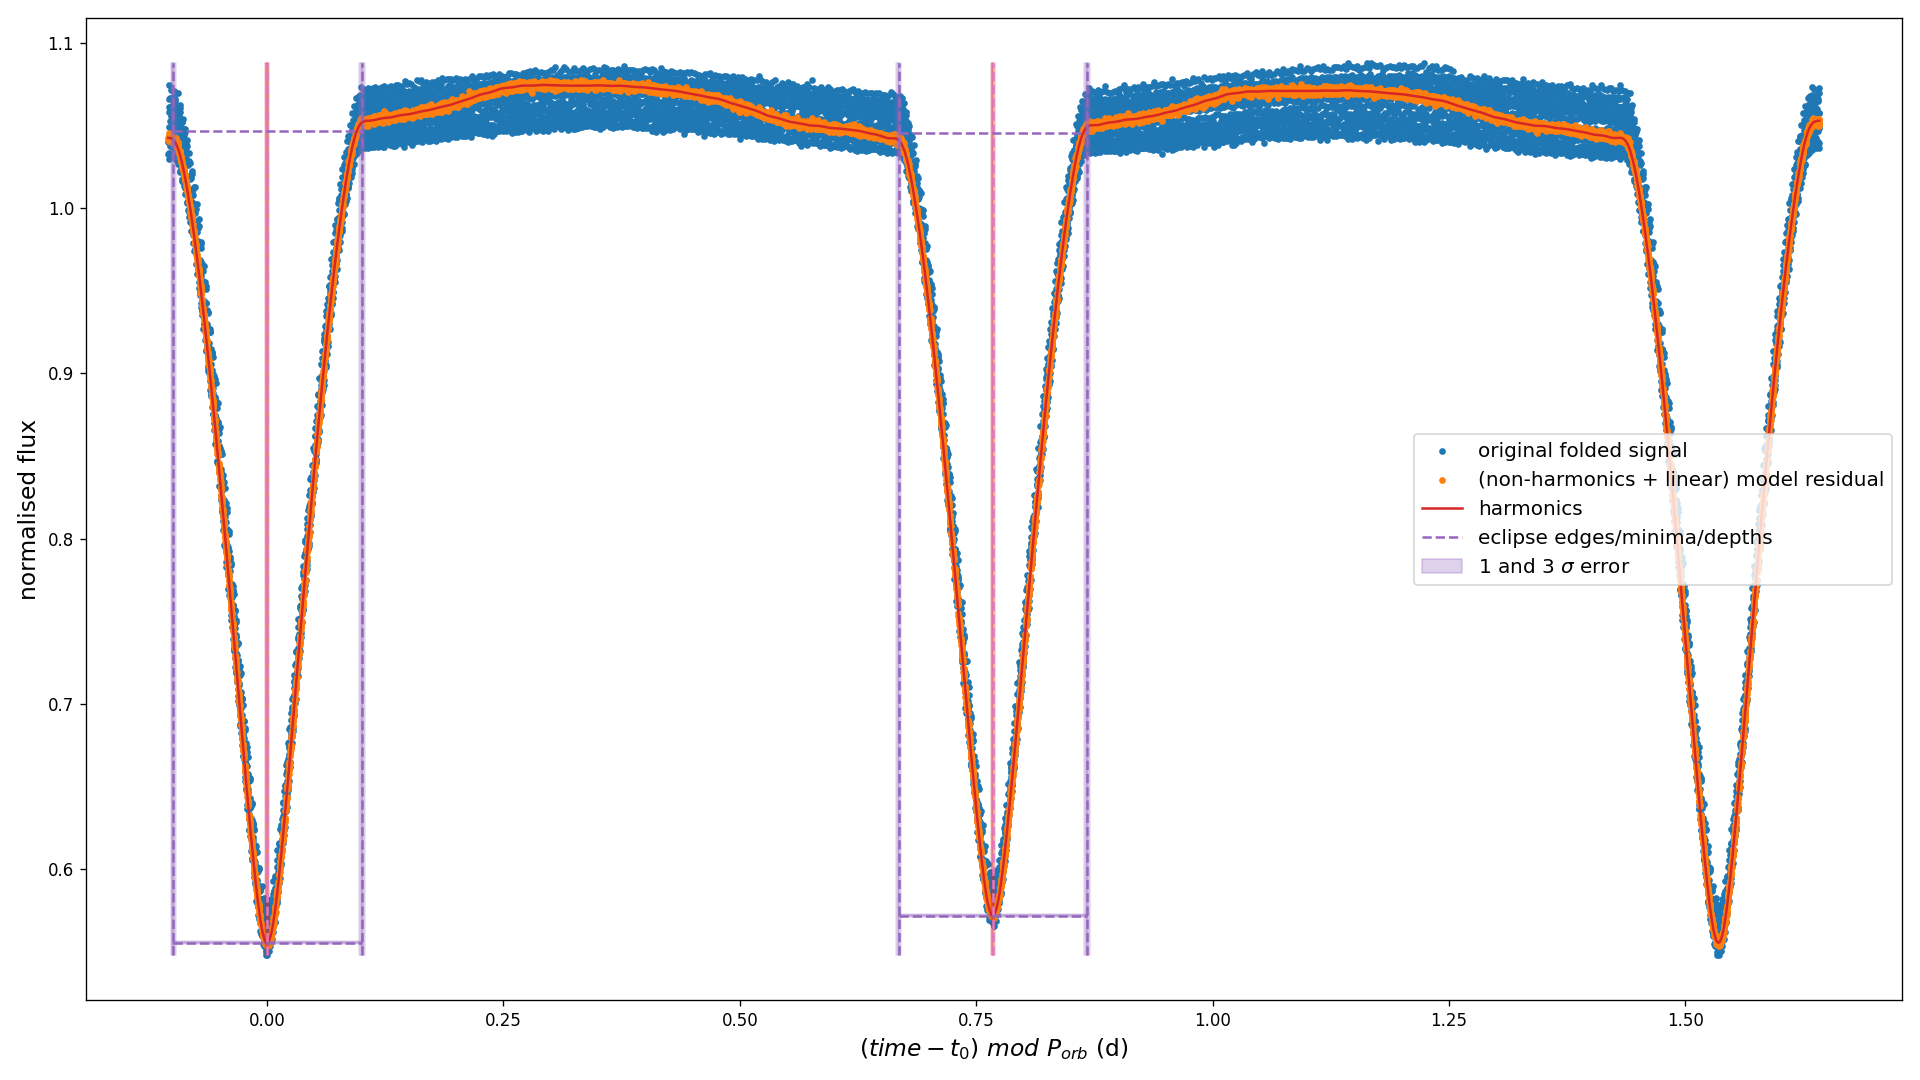 1.1
1.0
0.9
0.8
0.7
0.6
normalised flux
original folded signal
(non-harmonics + linear) model residual
harmonics
eclipse edges/minima/depths
1 and 3 σ error
0.00 0.25 0.50 0.75 1.00 1.25 1.50
(time − t₀) mod P_orb (d)